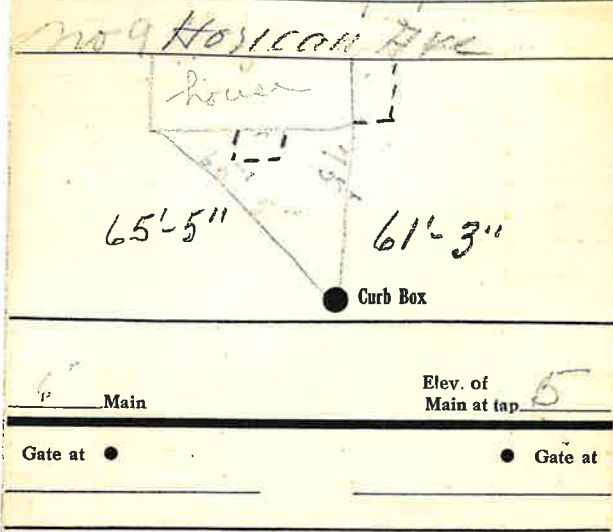 no 9 Horican Ave
house
65'-5" 61'-3"
Curb Box
6" Main
Elev. of
Main at tap 5
Gate at Gate at